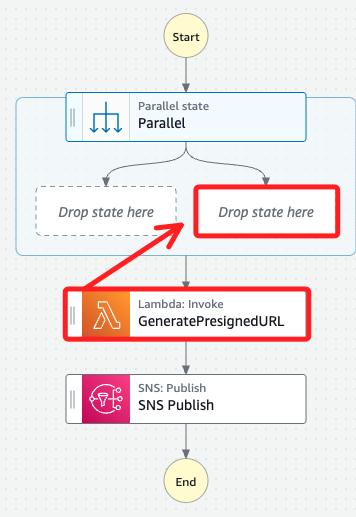 Start
Parallel state
Parallel
Drop state here
Drop state here
Lambda: Invoke
GeneratePresignedURL
SNS: Publish
SNS Publish
End